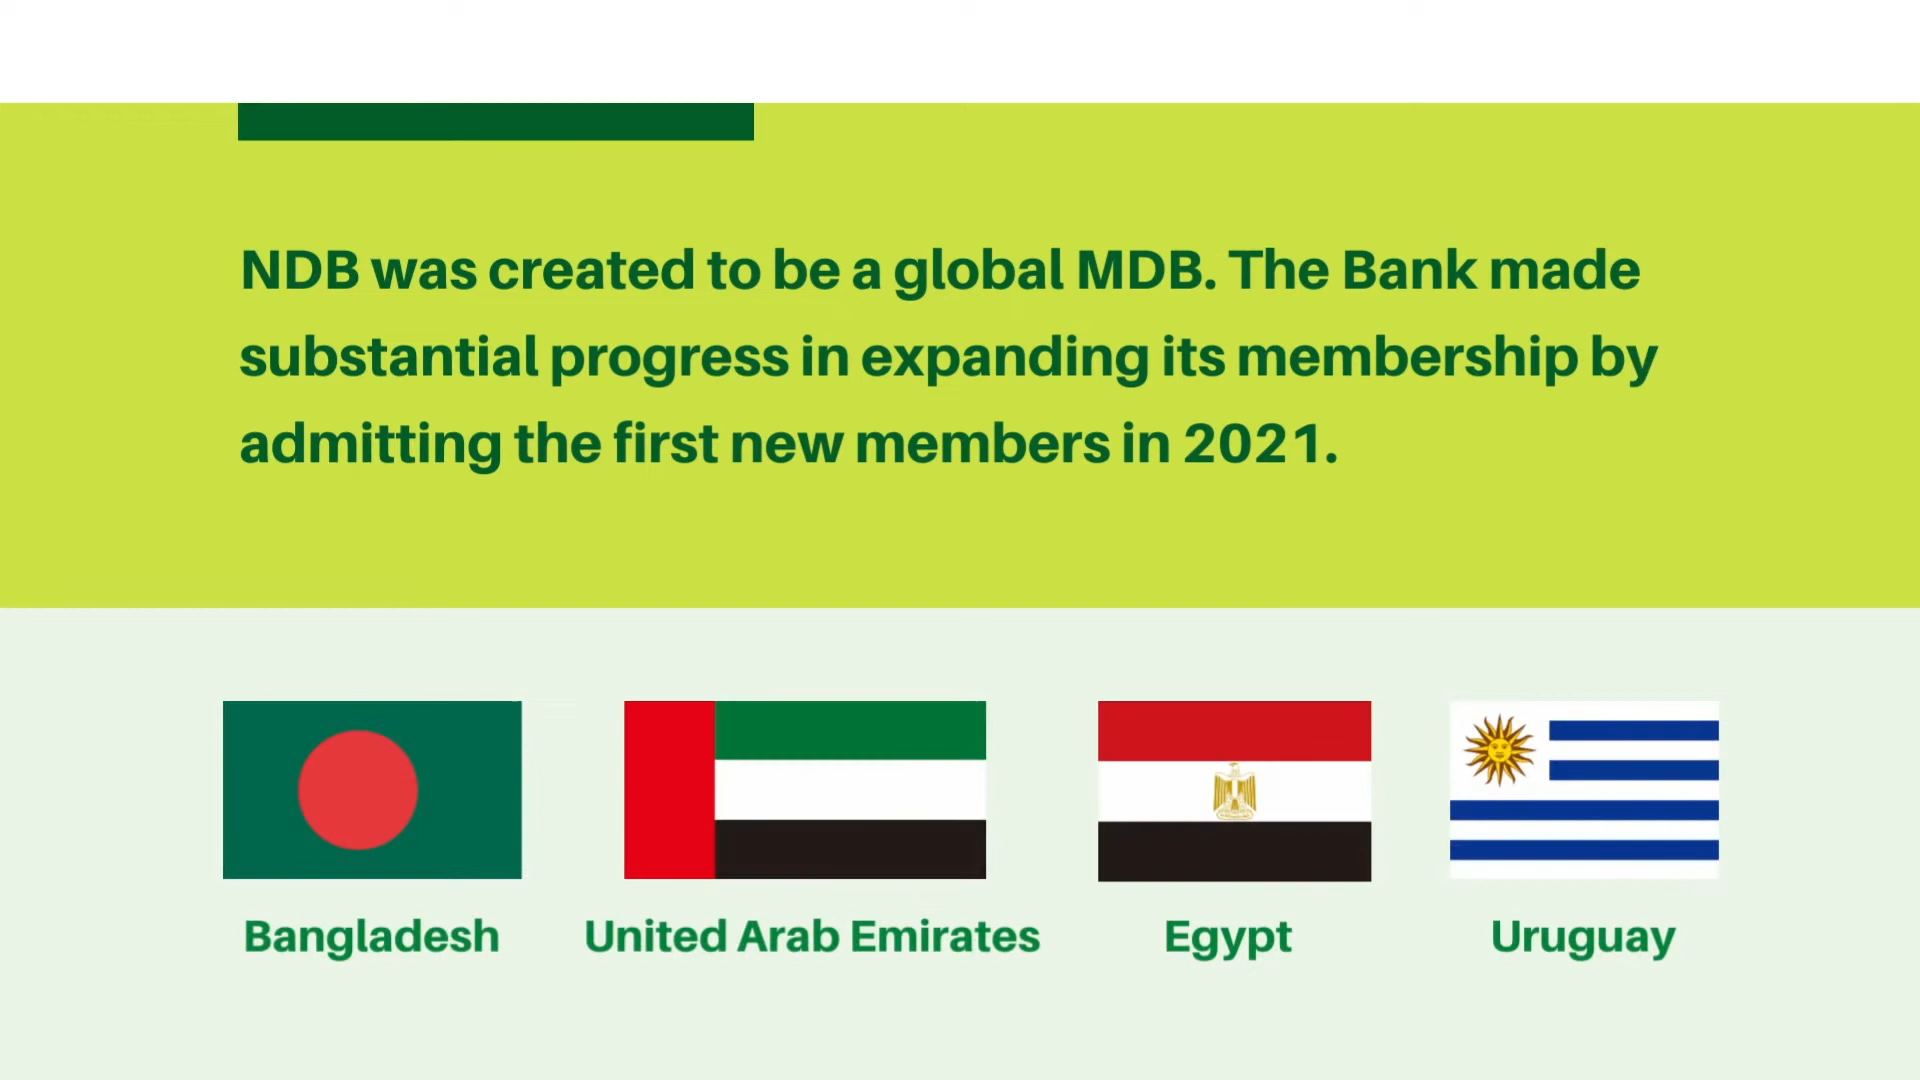 NDB was created to be a global MDB. The Bank made
substantial progress in expanding its membership by
admitting the first new members in 2021.
Bangladesh
United Arab Emirates
Egypt
Uruguay